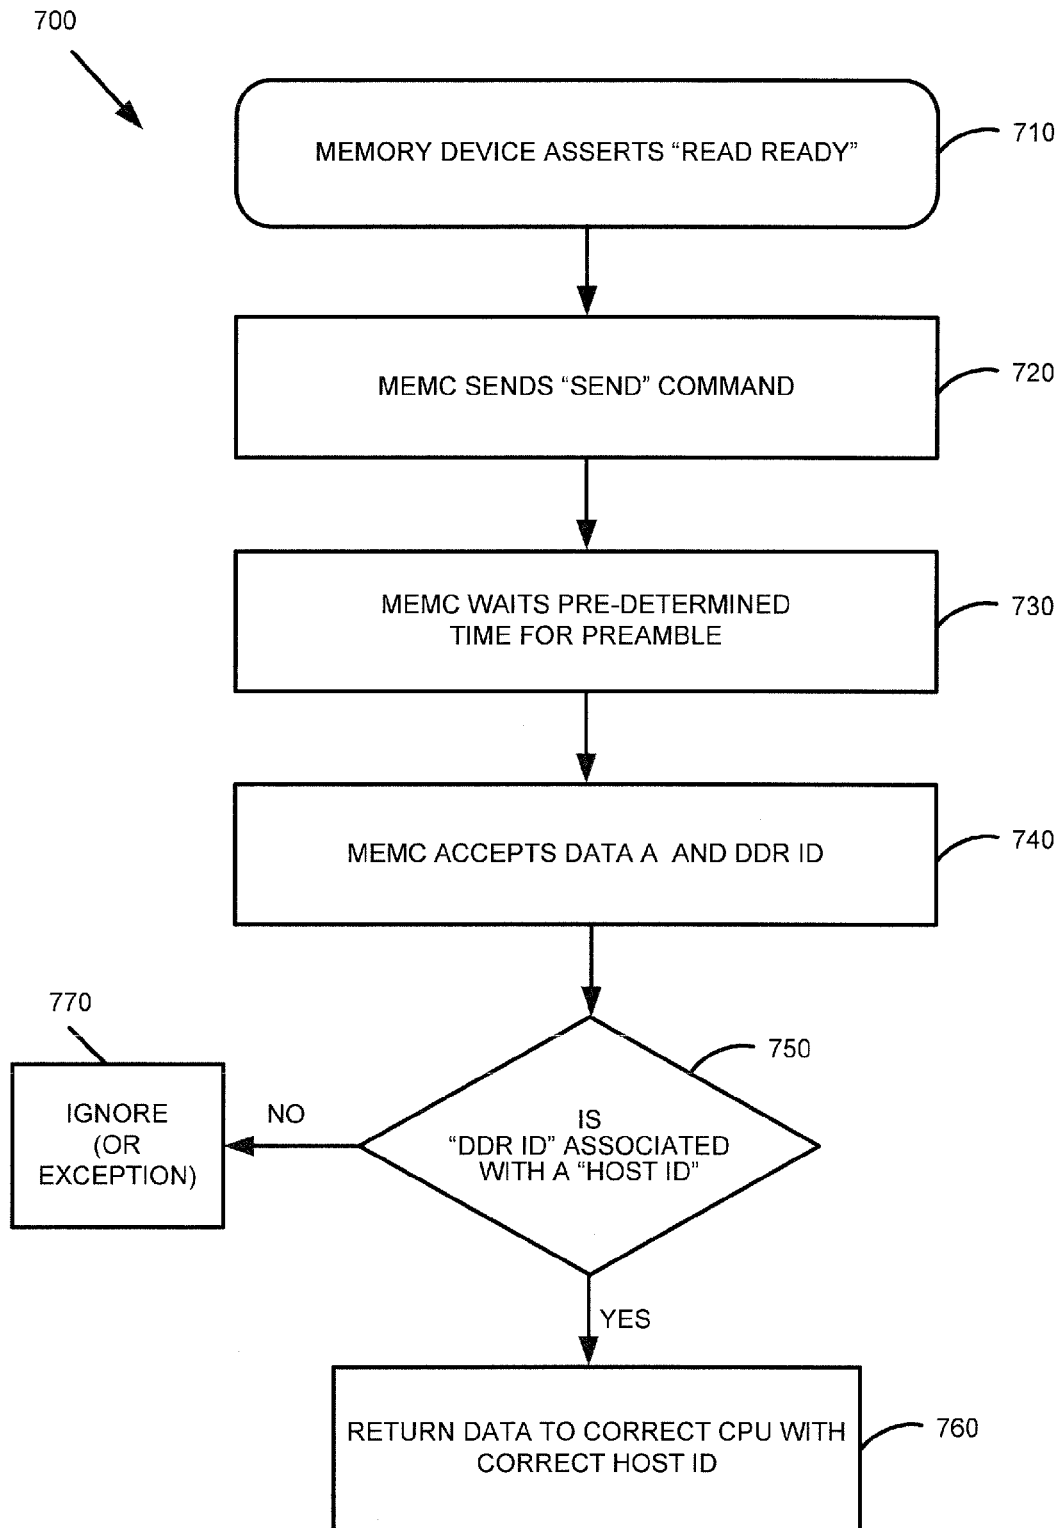 700
MEMORY DEVICE ASSERTS “READ READY”
710
MEMC SENDS “SEND” COMMAND
720
MEMC WAITS PRE-DETERMINED
TIME FOR PREAMBLE
730
MEMC ACCEPTS DATA A AND DDR ID
740
770
750
IGNORE
(OR
EXCEPTION)
NO
IS
“DDR ID” ASSOCIATED
WITH A “HOST ID”
YES
RETURN DATA TO CORRECT CPU WITH
CORRECT HOST ID
760